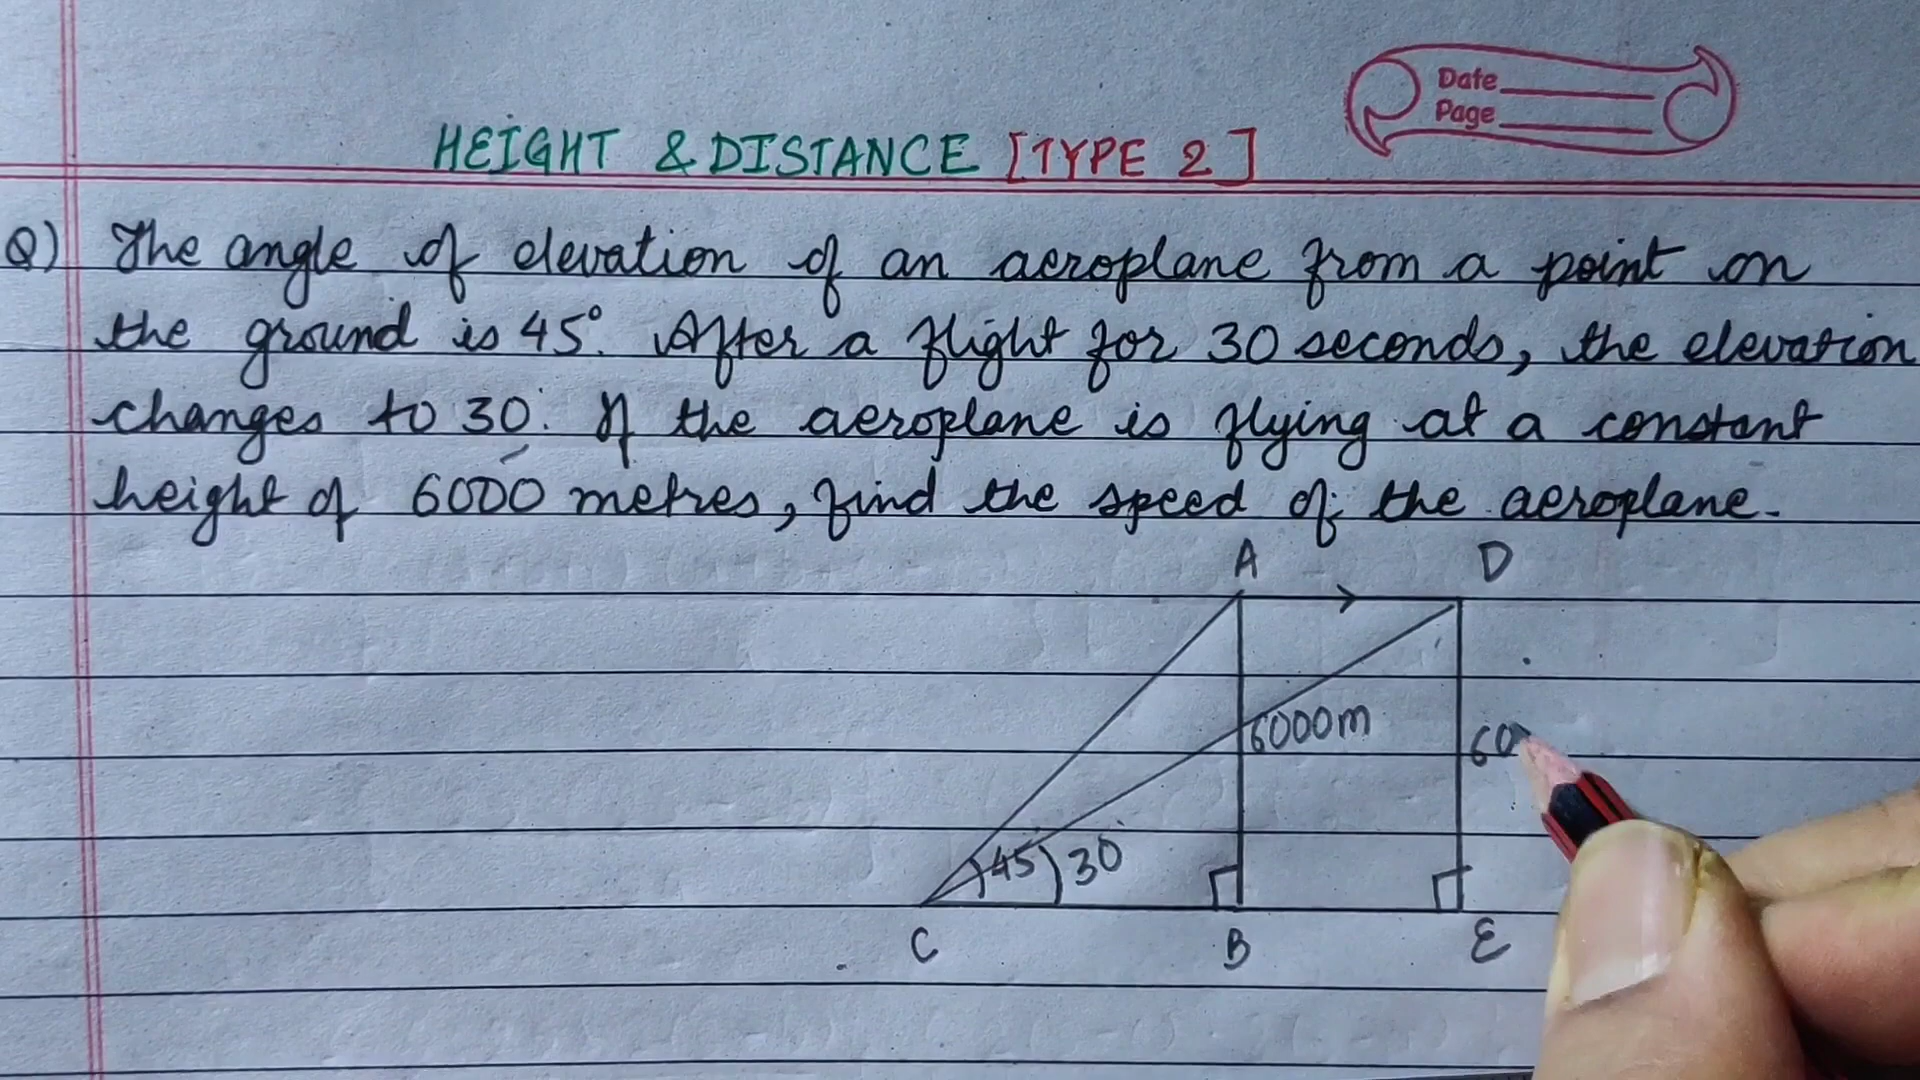 Date
Page
HEIGHT & DISTANCE [TYPE 2]
Q) The angle of elevation of an aeroplane from a point on
the ground is 45°. After a flight for 30 seconds, the elevation
changes to 30°. If the aeroplane is flying at a constant
height of 6000 metres, find the speed of the aeroplane.
A D
6000m 60
45 30°
C B E